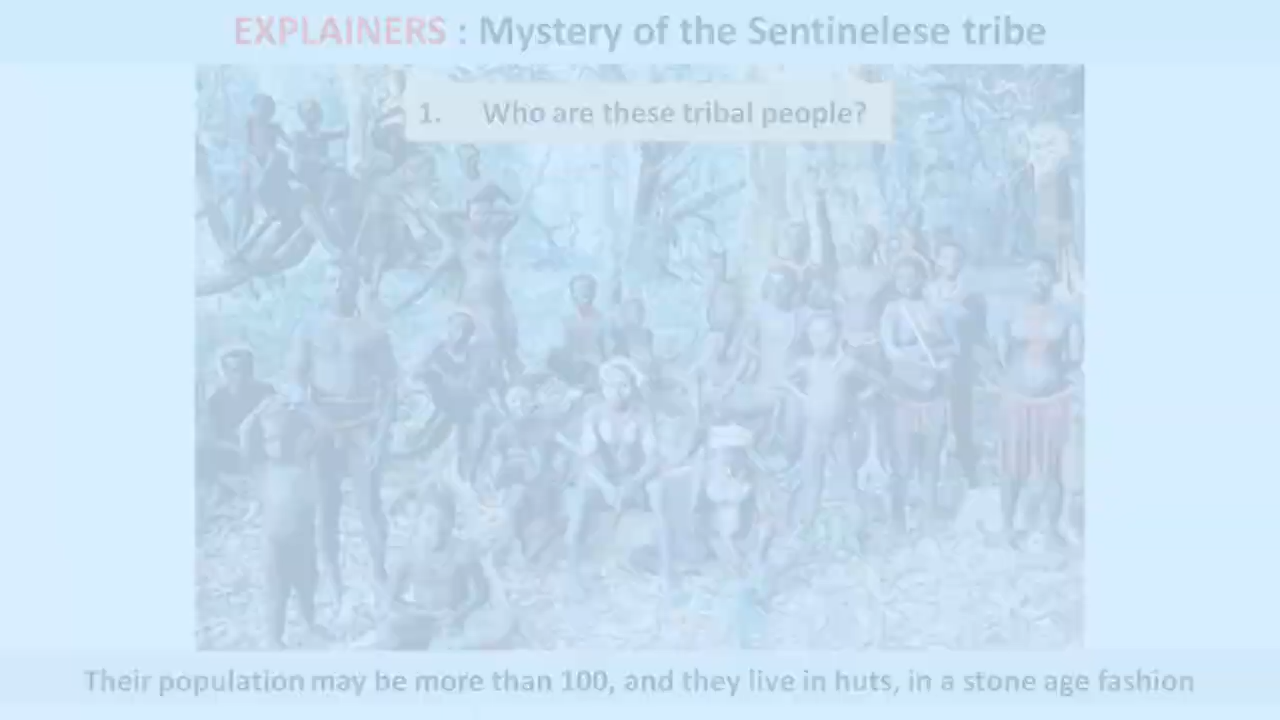 EXPLAINERS : Mystery of the Sentinelese tribe
1. Who are these tribal people?
Their population may be more than 100, and they live in huts, in a stone age fashion